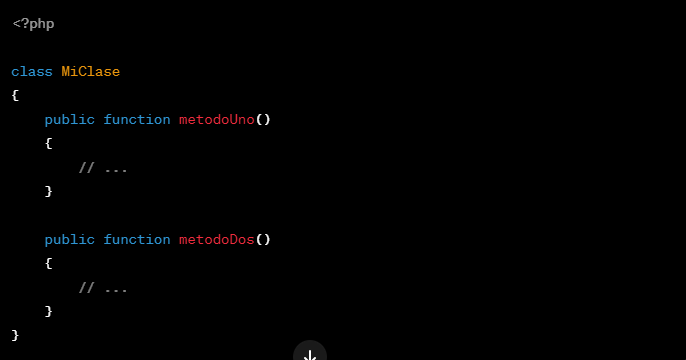 <?php
class MiClase
{
    public function metodoUno()
    {
        // ...
    }
    public function metodoDos()
    {
        // ...
    }
}